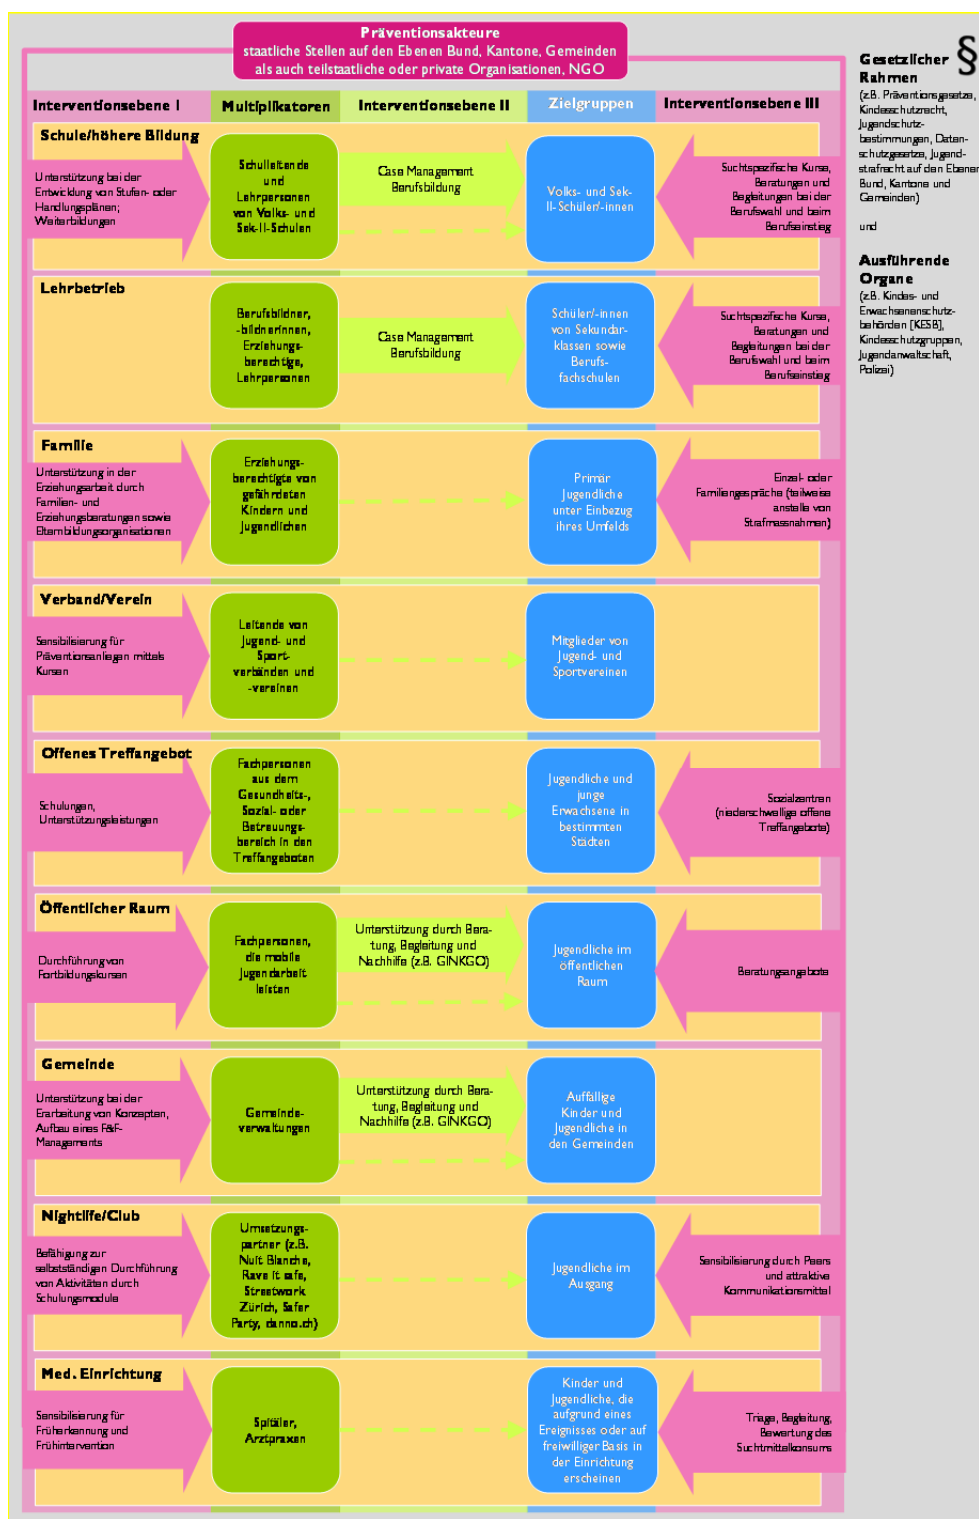 Präventionsakteure
staatliche Stellen auf den Ebenen Bund, Kantone, Gemeinden
als auch teilstaatliche oder private Organisationen, NGO
§
Gesetzlicher
Rahmen
(z.B. Präventionsgesetze,
Kindesschutzrecht,
Jugendschutz-
bestimmungen, Daten-
schutzgesetze, Jugend-
strafrecht auf den Ebenen
Bund, Kantone und
Gemeinden)
und
Ausführende
Organe
(z.B. Kindes- und
Erwachsenenschutz-
behörden [KESB],
Kindesschutzgruppen,
Jugendanwaltschaft,
Polizei)
Interventionsebene I
Multiplikatoren
Interventionsebene II
Zielgruppen
Interventionsebene III
Schule/höhere Bildung
Unterstützung bei der
Entwicklung von Stufen- oder
Handlungsplänen;
Weiterbildungen
Schulleitende
und
Lehrpersonen
von Volks- und
Sek-II-Schulen
Case Management
Berufsbildung
Volks- und Sek-
II-Schüler/-innen
Suchtspezifische Kurse,
Beratungen und
Begleitungen bei der
Berufswahl und beim
Berufseinstieg
Lehrbetrieb
Berufsbildner,
-bildnerinnen,
Erziehungs-
berechtige,
Lehrpersonen
Case Management
Berufsbildung
Schüler/-innen
von Sekundar-
klassen sowie
Berufs-
fachschulen
Suchtspezifische Kurse,
Beratungen und
Begleitungen bei der
Berufswahl und beim
Berufseinstieg
Familie
Unterstützung in der
Erziehungsarbeit durch
Familien- und
Erziehungsberatungen sowie
Elternbildungsorganisationen
Erziehungs-
berechtigte von
gefährdeten
Kindern und
Jugendlichen
Primär
Jugendliche
unter Einbezug
ihres Umfelds
Einzel- oder
Familiengespräche (teilweise
anstelle von
Strafmassnahmen)
Verband/Verein
Sensibilisierung für
Präventionsanliegen mittels
Kursen
Leitende von
Jugend- und
Sport-
verbänden und
-vereinen
Mitglieder von
Jugend- und
Sportvereinen
Offenes Treffangebot
Schulungen,
Unterstützungsleistungen
Fachpersonen
aus dem
Gesundheits-,
Sozial- oder
Betreuungs-
bereich in den
Treffangeboten
Jugendliche und
junge
Erwachsene in
bestimmten
Städten
Sozialzentren
(niederschwellige offene
Treffangebote)
Öffentlicher Raum
Durchführung von
Fortbildungskursen
Fachpersonen,
die mobile
Jugendarbeit
leisten
Unterstützung durch Bera-
tung, Begleitung und
Nachhilfe (z.B. GINKGO)
Jugendliche im
öffentlichen
Raum
Beratungsangebote
Gemeinde
Unterstützung bei der
Erarbeitung von Konzepten,
Aufbau eines F&F-
Managements
Gemeinde-
verwaltungen
Unterstützung durch Bera-
tung, Begleitung und
Nachhilfe (z.B. GINKGO)
Auffällige
Kinder und
Jugendliche in
den Gemeinden
Nightlife/Club
Befähigung zur
selbstständigen Durchführung
von Aktivitäten durch
Schulungsmodule
Umsetzungs-
partner (z.B.
Nuit Blanche,
Rave it safe,
Streetwork
Zürich, Safer
Party, danno.ch)
Jugendliche im
Ausgang
Sensibilisierung durch Peers
und attraktive
Kommunikationsmittel
Med. Einrichtung
Sensibilisierung für
Früherkennung und
Frühintervention
Spitäler,
Arztpraxen
Kinder und
Jugendliche, die
aufgrund eines
Ereignisses oder auf
freiwilliger Basis in
der Einrichtung
erscheinen
Triage, Begleitung,
Bewertung des
Suchtmittelkonsums